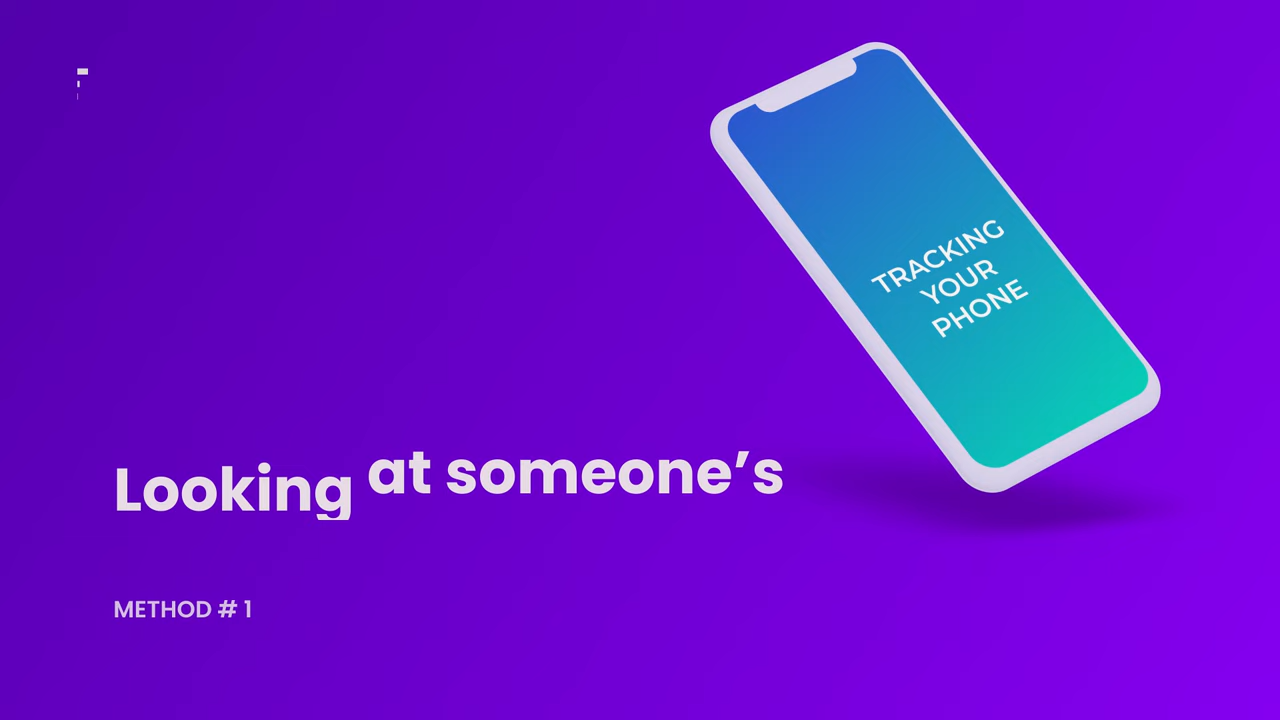 TRACKING
YOUR
PHONE
Looking at someone’s
METHOD # 1